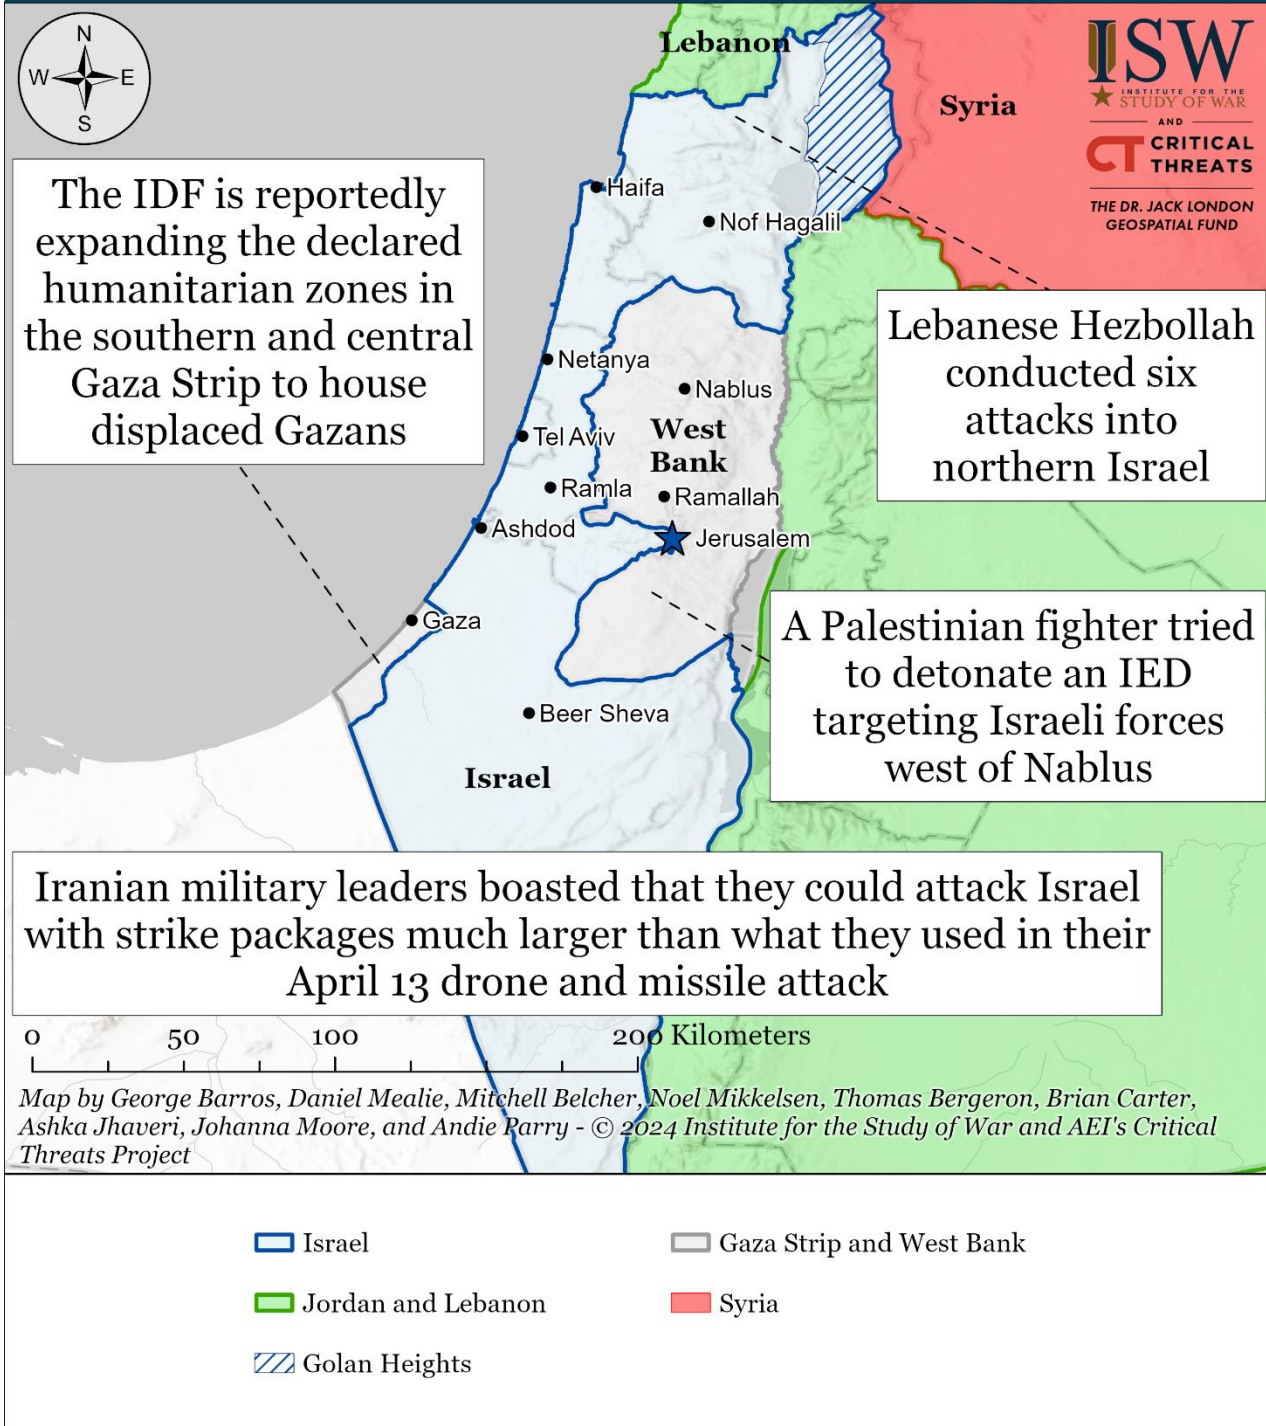 N
W
E
S
Lebanon
Syria
ISW
INSTITUTE FOR THE
STUDY OF WAR
AND
CT CRITICAL
THREATS
THE DR. JACK LONDON
GEOSPATIAL FUND
The IDF is reportedly
expanding the declared
humanitarian zones in
the southern and central
Gaza Strip to house
displaced Gazans
Haifa
Nof Hagalil
Lebanese Hezbollah
conducted six
attacks into
northern Israel
Netanya
Nablus
Tel Aviv
West
Bank
Ramla
Ramallah
Ashdod
Jerusalem
Gaza
A Palestinian fighter tried
to detonate an IED
targeting Israeli forces
west of Nablus
Beer Sheva
Israel
Iranian military leaders boasted that they could attack Israel
with strike packages much larger than what they used in their
April 13 drone and missile attack
0 50 100 200 Kilometers
Map by George Barros, Daniel Mealie, Mitchell Belcher, Noel Mikkelsen, Thomas Bergeron, Brian Carter,
Ashka Jhaveri, Johanna Moore, and Andie Parry - © 2024 Institute for the Study of War and AEI's Critical
Threats Project
Israel
Gaza Strip and West Bank
Jordan and Lebanon
Syria
Golan Heights